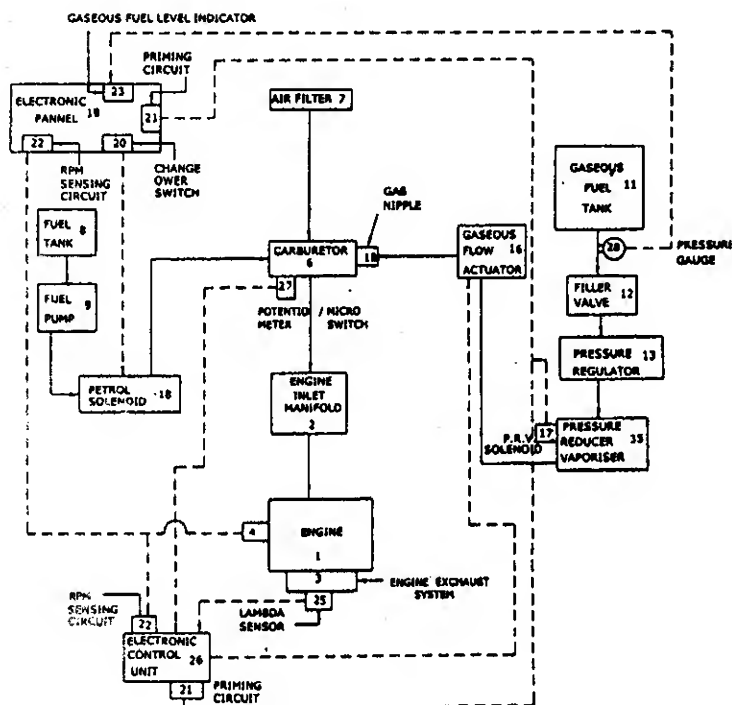 GASEOUS FUEL LEVEL INDICATOR
PRIMING
CIRCUIT
23
ELECTRONIC
PANNEL 19
21
22
20
RPM
SENSING
CIRCUIT
CHANGE
OWER
SWITCH
AIR FILTER 7
FUEL
TANK 8
FUEL
PUMP 9
PETROL
SOLENOID 18
CARBURETOR
6
GAS
NIPPLE
10
27
POTENTIO / MICRO
METER SWITCH
GASEOUS
FLOW 16
ACTUATOR
GASEOUS
FUEL 11
TANK
28
PRESSURE
GAUGE
FILLER
VALVE 12
PRESSURE 13
REGULATOR
17
P.R.V.
SOLENOID
PRESSURE
REDUCER 35
VAPORISER
ENGINE
INLET
MANIFOLD
2
4
ENGINE
1
3
ENGINE EXHAUST
SYSTEM
25
LAMBDA
SENSOR
RPM
SENSING
CIRCUIT
22
ELECTRONIC
CONTROL
UNIT 26
21
PRIMING
CIRCUIT